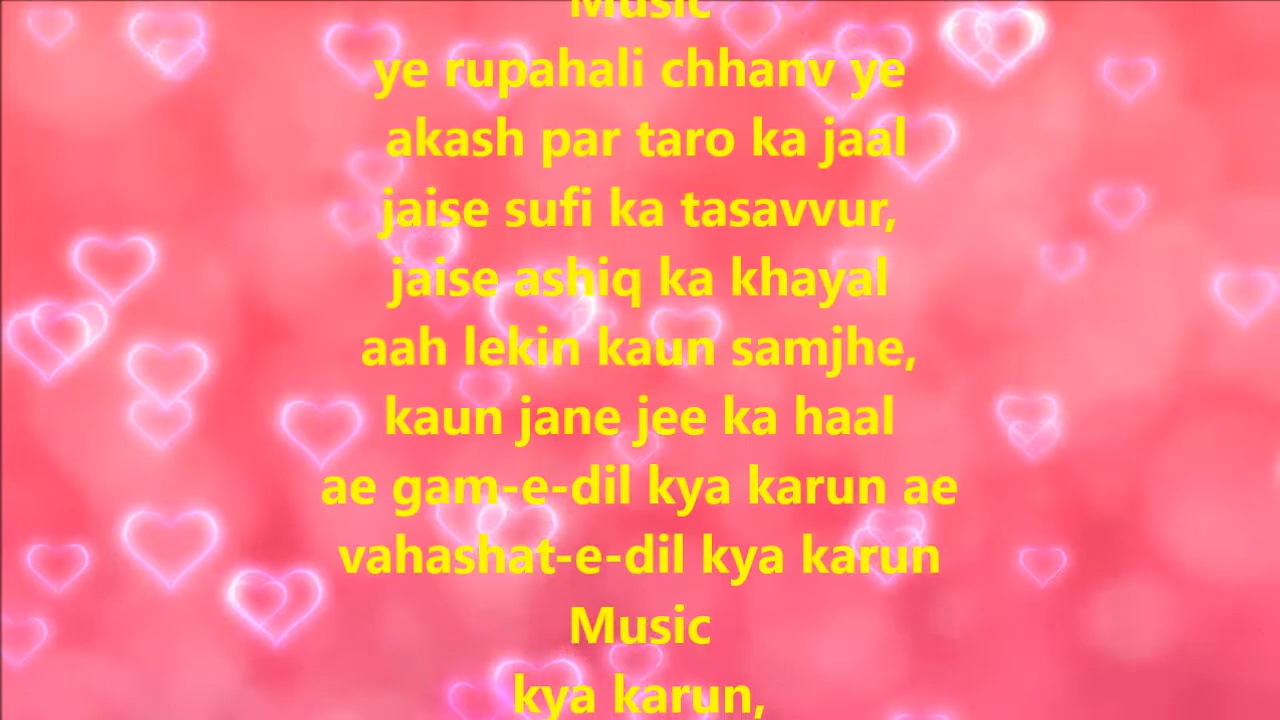 Music
ye rupahali chhanv ye
akash par taro ka jaal
jaise sufi ka tasavvur,
jaise ashiq ka khayal
aah lekin kaun samjhe,
kaun jane jee ka haal
ae gam-e-dil kya karun ae
vahashat-e-dil kya karun
Music
kya karun,